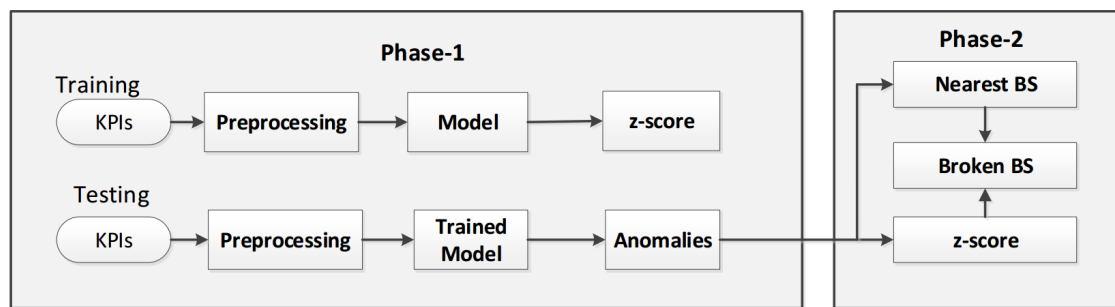 Phase-1
Training
KPIs
Preprocessing
Model
z-score
Testing
KPIs
Preprocessing
Trained
Model
Anomalies
Phase-2
Nearest BS
Broken BS
z-score